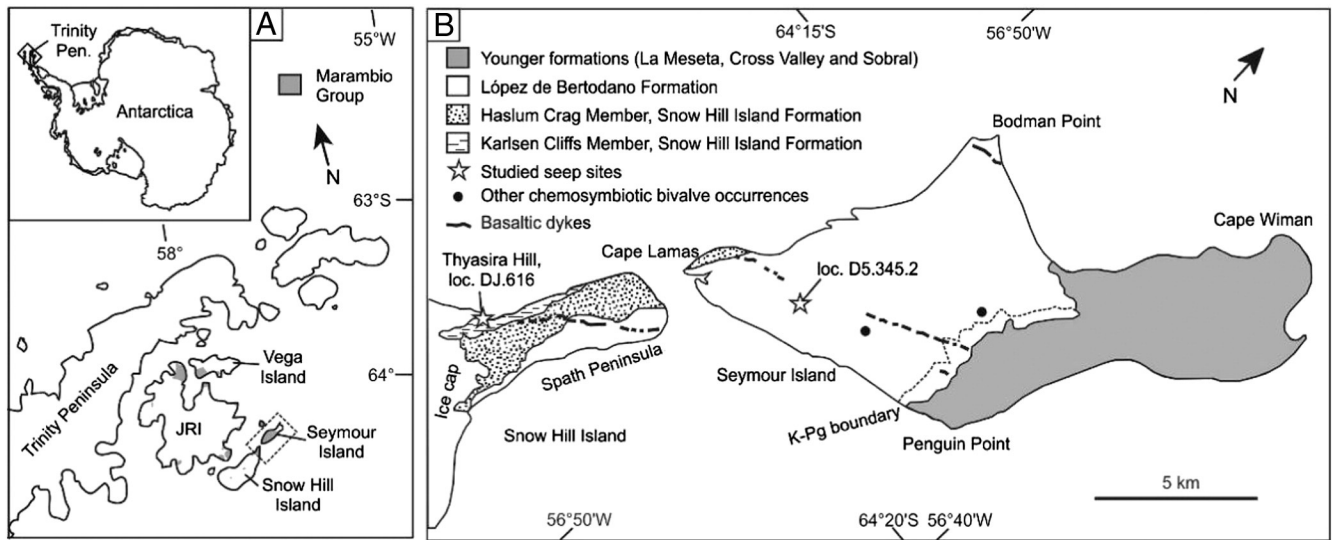 A
Trinity
Pen.
Antarctica
55°W
Marambio
Group
N
63°S
58°
Vega
Island
64°
Trinity Peninsula
JRI
Seymour
Island
Snow Hill
Island
B
64°15'S
56°50'W
Younger formations (La Meseta, Cross Valley and Sobral)
López de Bertodano Formation
Haslum Crag Member, Snow Hill Island Formation
Karlsen Cliffs Member, Snow Hill Island Formation
Studied seep sites
Other chemosymbiotic bivalve occurrences
Basaltic dykes
N
Bodman Point
Cape Wiman
Cape Lamas
Thyasira Hill,
loc. DJ.616
loc. D5.345.2
Spath Peninsula
Seymour Island
Ice cap
K-Pg boundary
Snow Hill Island
Penguin Point
5 km
56°50'W
64°20'S 56°40'W